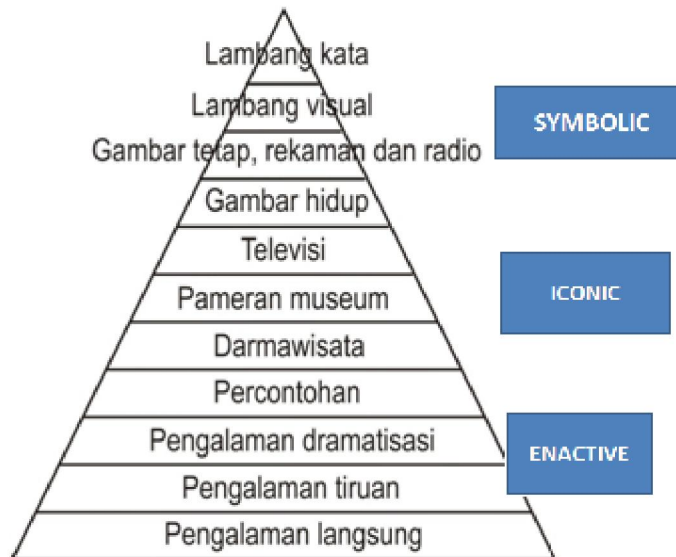 Lambang kata
Lambang visual
SYMBOLIC
Gambar tetap, rekaman dan radio
Gambar hidup
Televisi
ICONIC
Pameran museum
Darmawisata
Percontohan
Pengalaman dramatisasi
ENACTIVE
Pengalaman tiruan
Pengalaman langsung